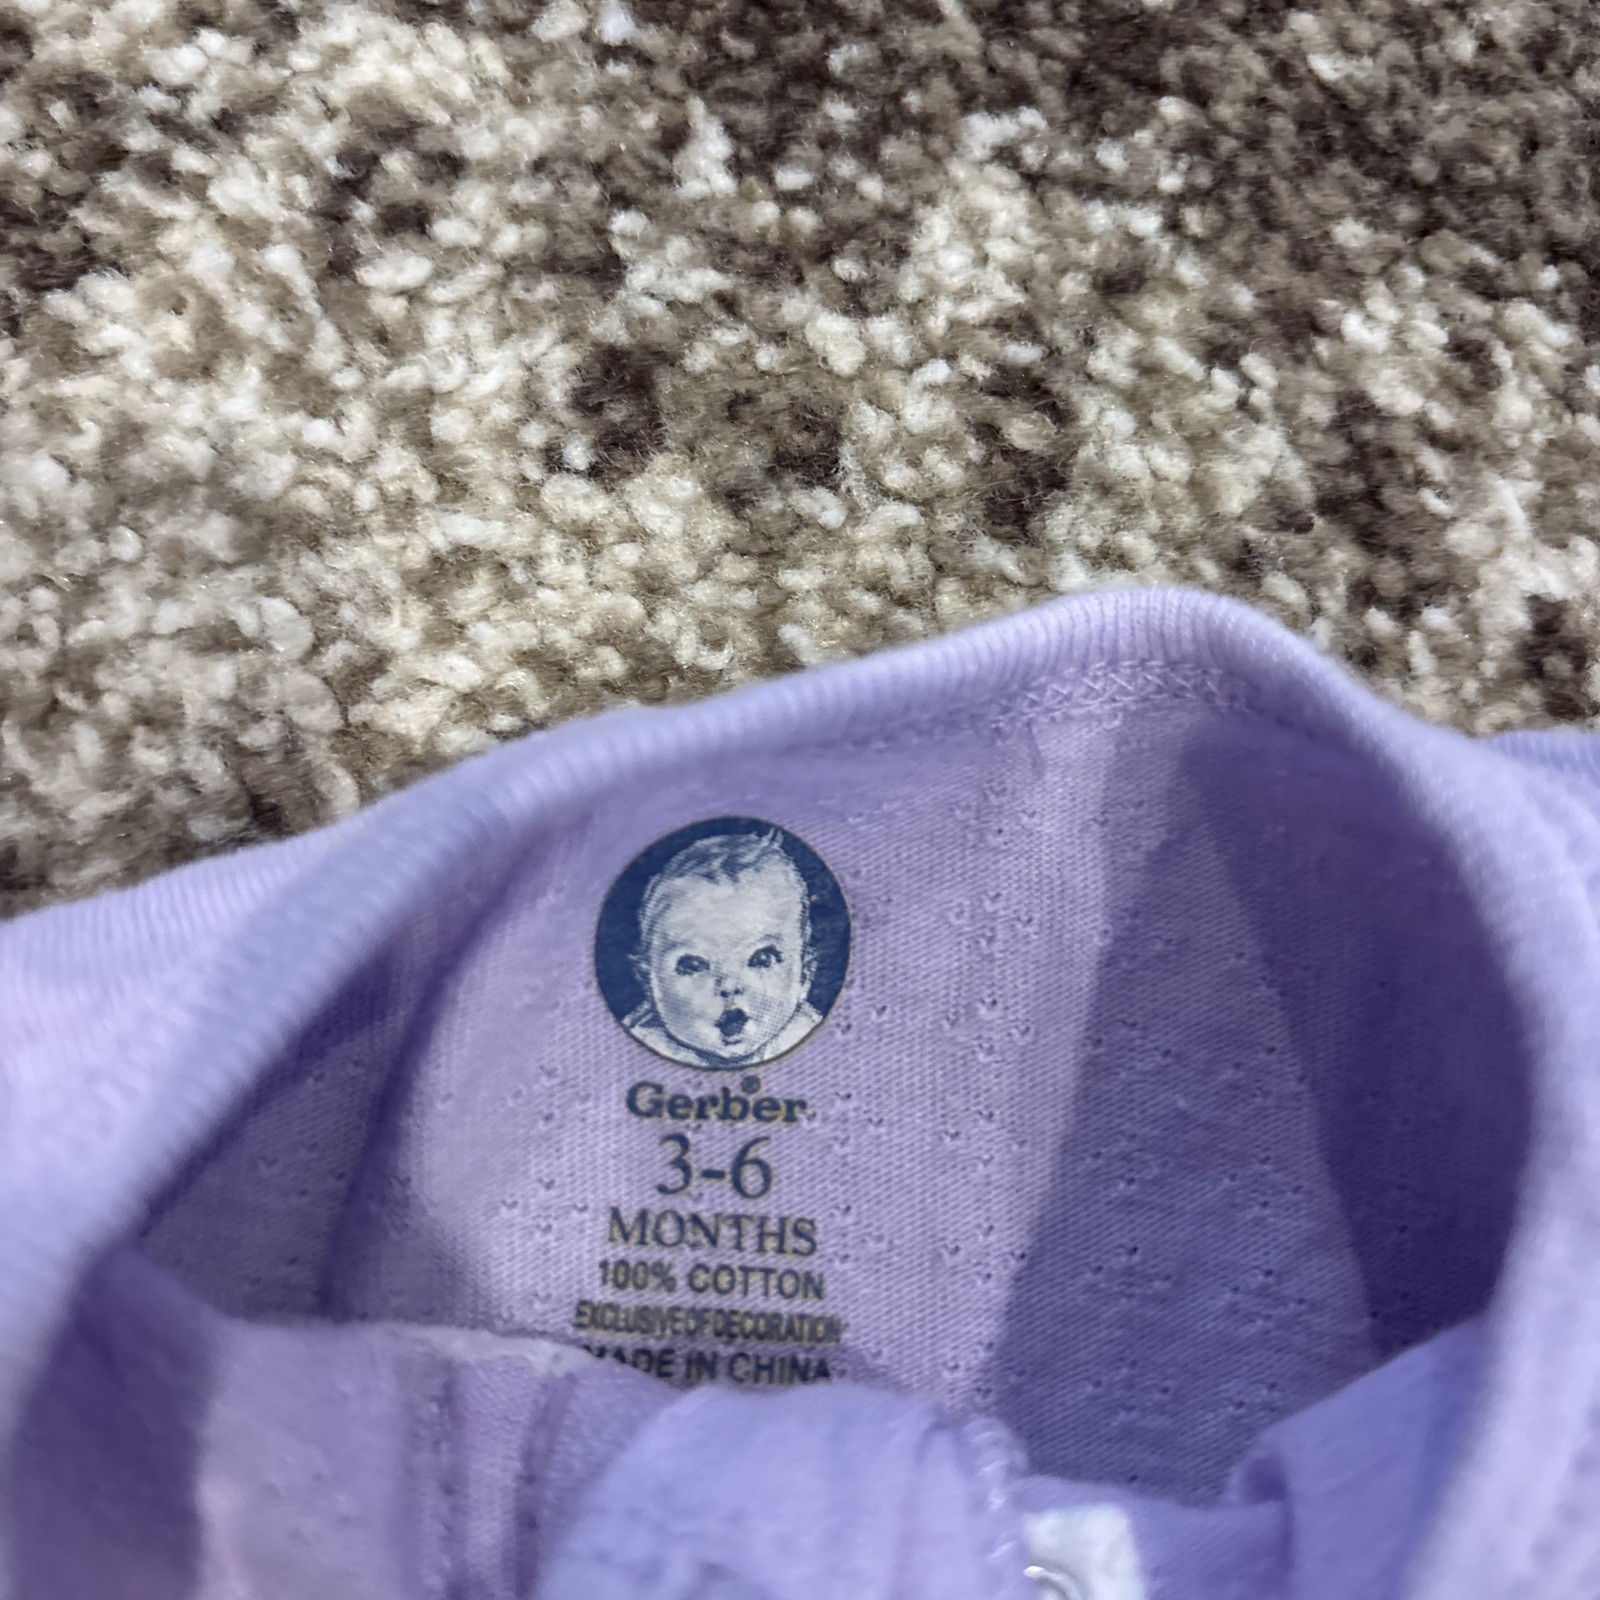 Gerber®
3-6
MONTHS
100% COTTON
EXCLUSIVE OF DECORATION
MADE IN CHINA